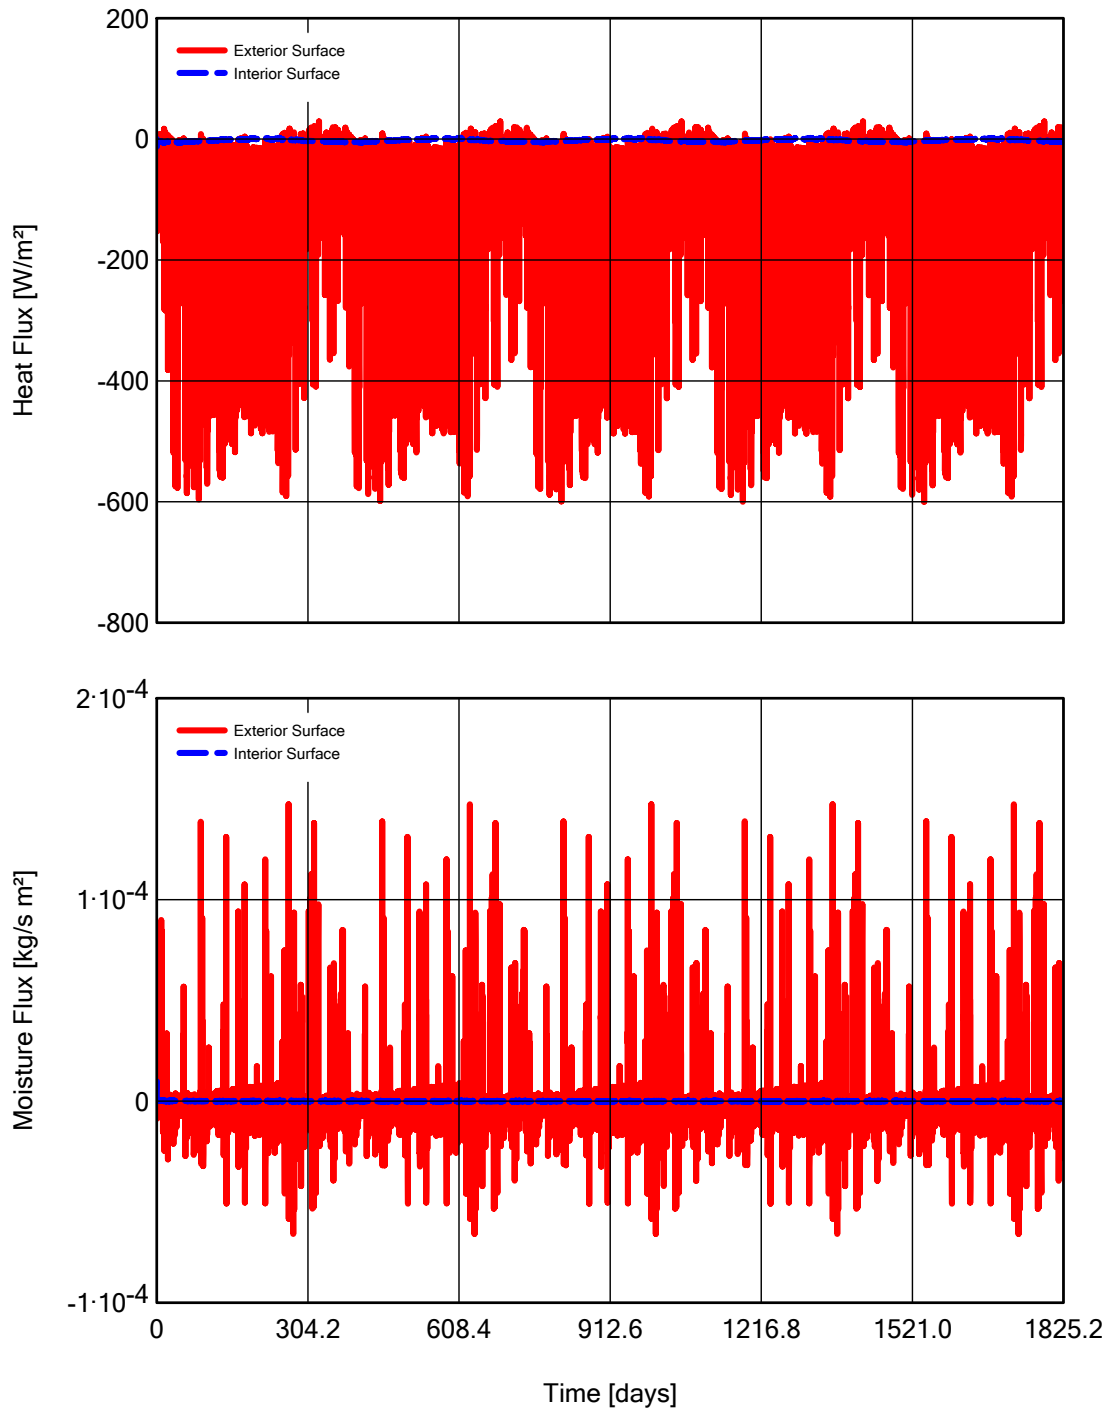 200
Exterior Surface
Interior Surface
0
-200
-400
-600
-800
Heat Flux [W/m²]
2·10-4
Exterior Surface
Interior Surface
1·10-4
0
-1·10-4
Moisture Flux [kg/s m²]
0 304.2 608.4 912.6 1216.8 1521.0 1825.2
Time [days]